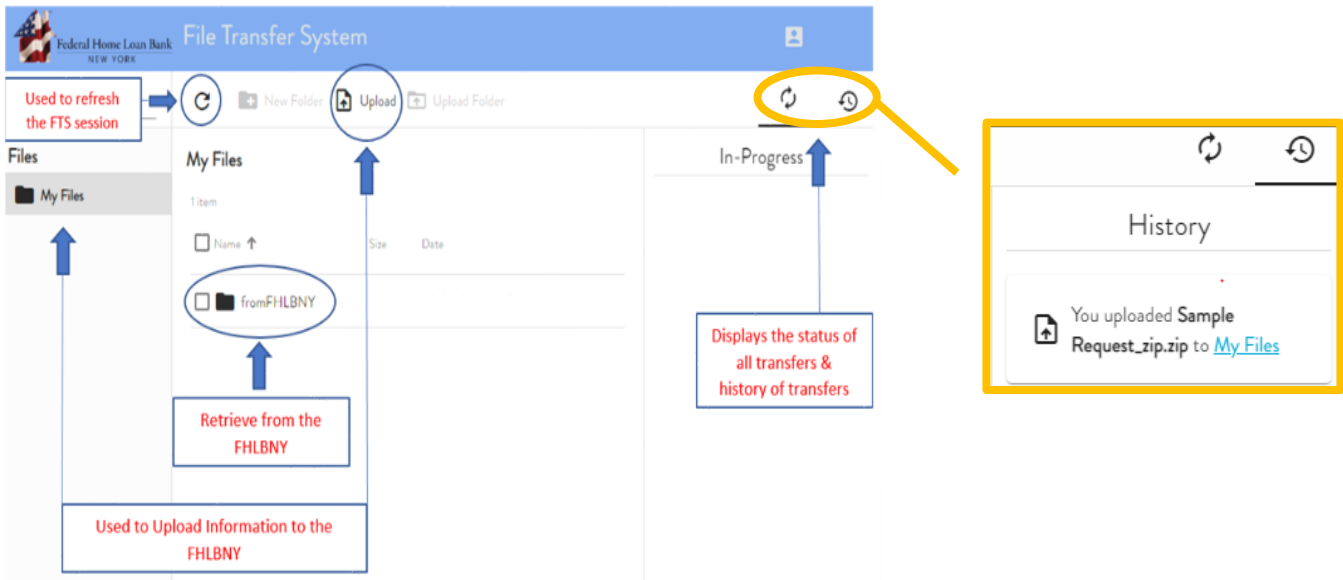 Federal Home Loan Bank
NEW YORK
File Transfer System
Used to refresh
the FTS session
New Folder
Upload
Upload Folder
Files
My Files
My Files
1 item
Name
Size
Date
fromFHLBNY
In-Progress
Retrieve from the
FHLBNY
Used to Upload Information to the
FHLBNY
Displays the status of
all transfers &
history of transfers
History
You uploaded Sample
Request_zip.zip to My Files